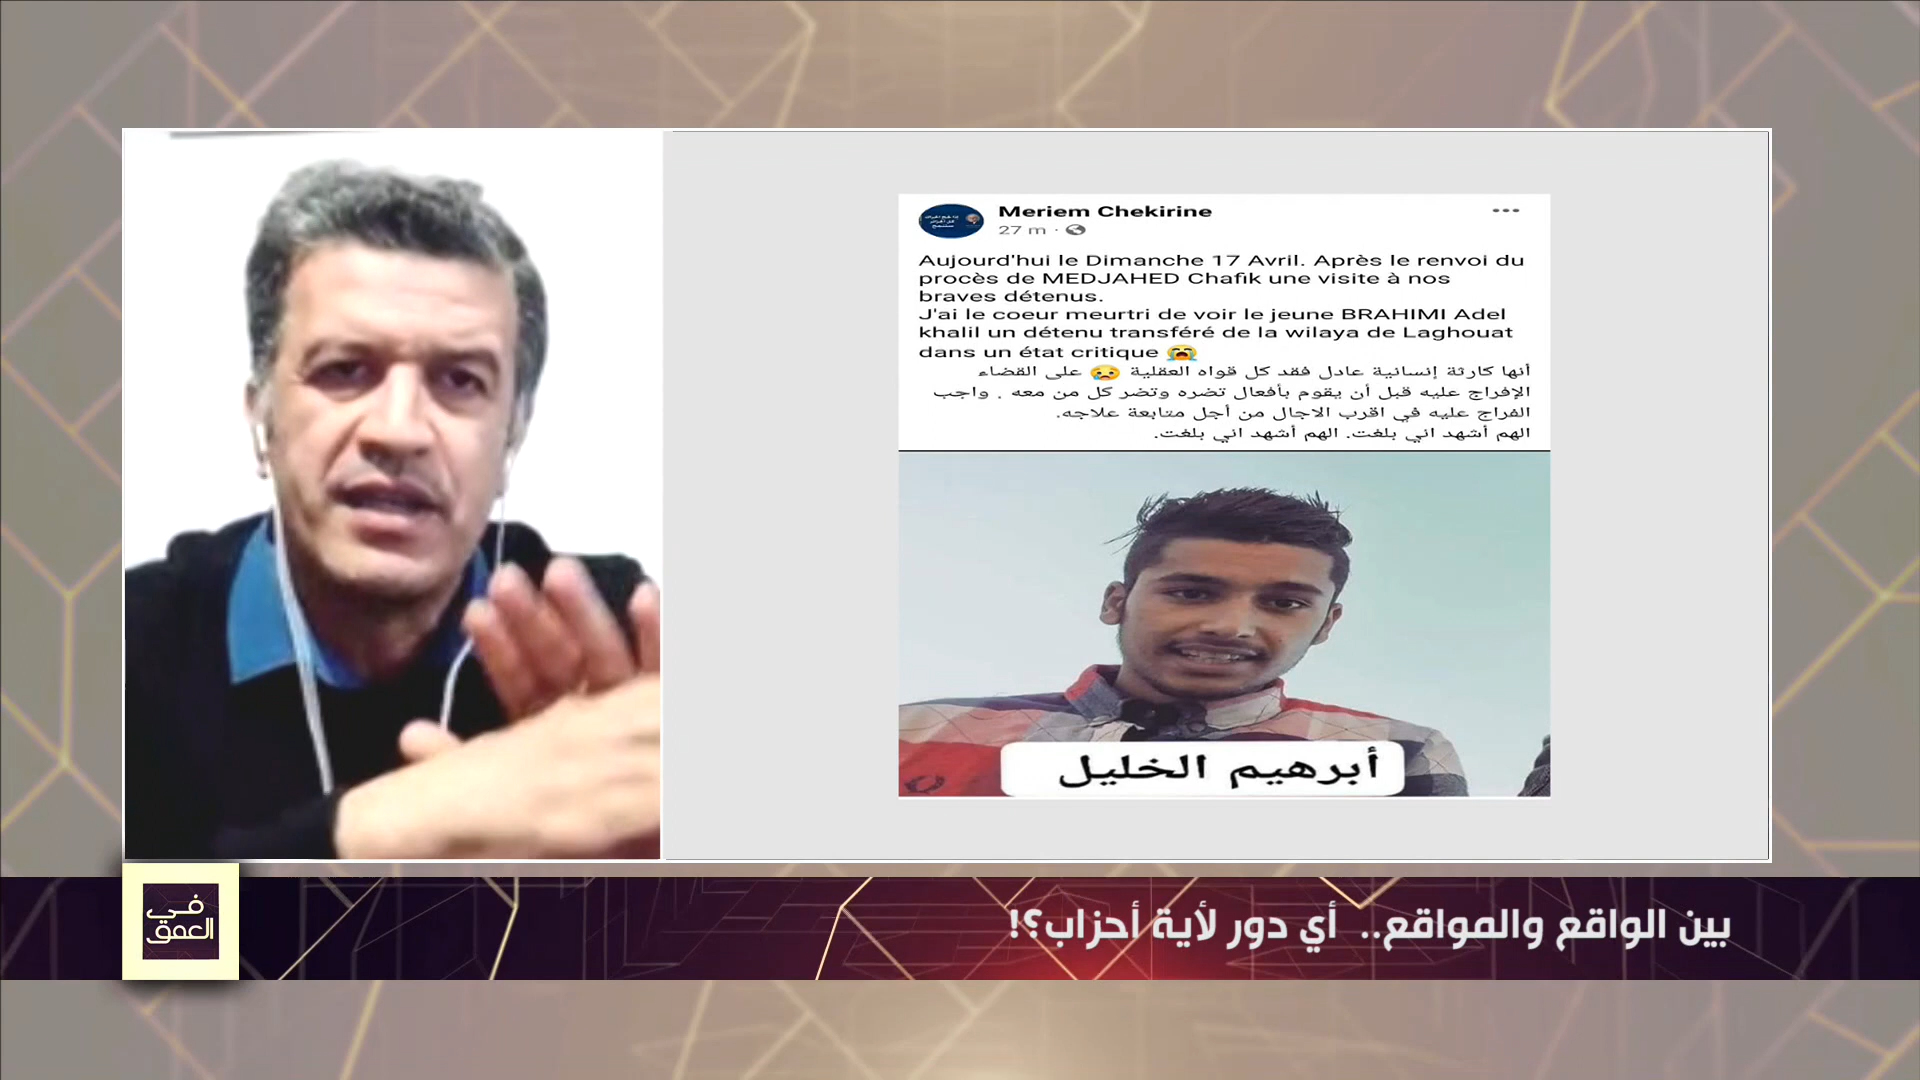 Meriem Chekirine
27 m ·
Aujourd'hui le Dimanche 17 Avril. Après le renvoi du
procès de MEDJAHED Chafik une visite à nos
braves détenus.
J'ai le coeur meurtri de voir le jeune BRAHIMI Adel
khalil un détenu transféré de la wilaya de Laghouat
dans un état critique 😭
أنها كارثة إنسانية عادل فقد كل قواه العقلية 😢 على القضاء
الإفراج عليه قبل أن يقوم بأفعال تضره وتضر كل من معه . واجب
الفراج عليه في اقرب الاجال من أجل متابعة علاجه.
الهم أشهد اني بلغت. الهم أشهد اني بلغت.
أبرهيم الخليل
بين الواقع والمواقع.. أي دور لأية أحزاب؟!
في
العمق